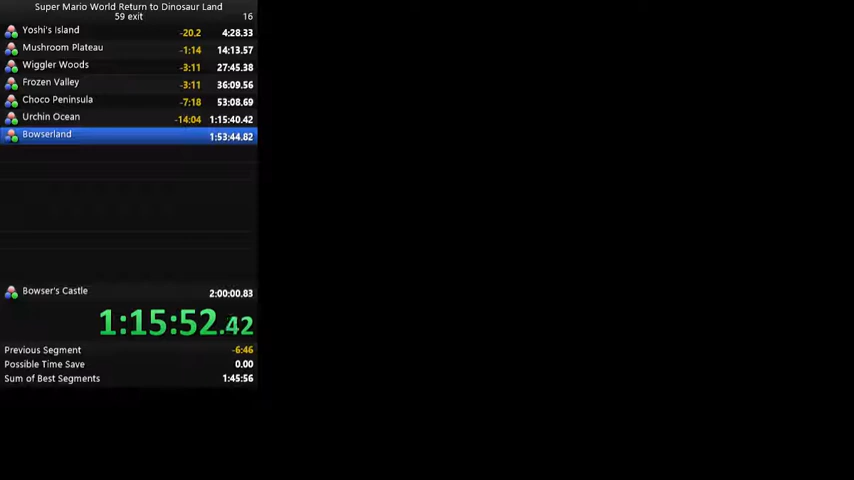 Super Mario World Return to Dinosaur Land
59 exit 16
Yoshi's Island -20.2 4:28.33
Mushroom Plateau -1:14 14:13.57
Wiggler Woods -3:11 27:45.38
Frozen Valley -3:11 36:09.56
Choco Peninsula -7:18 53:08.69
Urchin Ocean -14:04 1:15:40.42
Bowserland 1:53:44.82
Bowser's Castle 2:00:00.83
1:15:52.42
Previous Segment -6:46
Possible Time Save 0.00
Sum of Best Segments 1:45:56